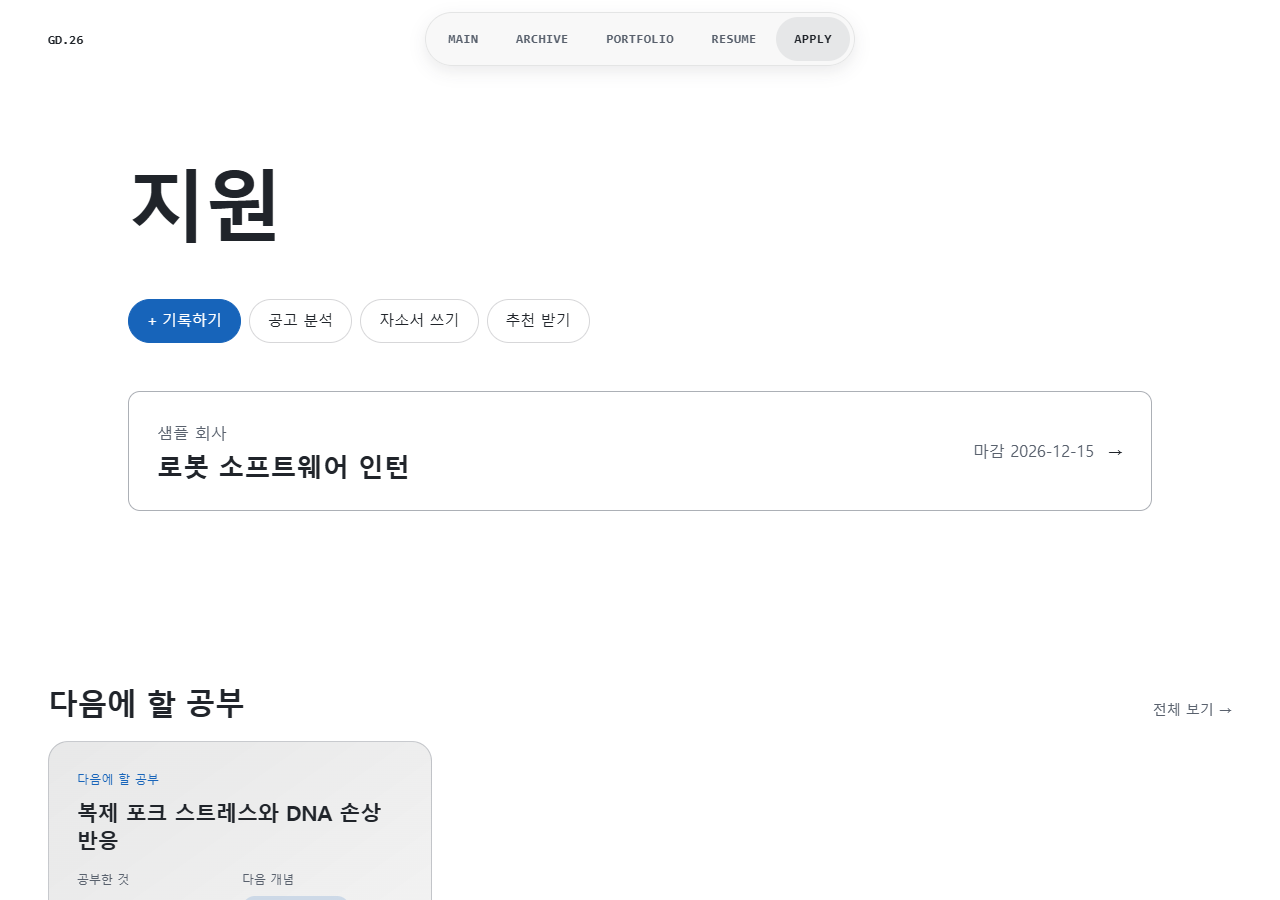 GD.26
MAIN ARCHIVE PORTFOLIO RESUME APPLY
지원
+ 기록하기 공고 분석 자소서 쓰기 추천 받기
샘플 회사
로봇 소프트웨어 인턴
마감 2026-12-15 →
다음에 할 공부
전체 보기 →
다음에 할 공부
복제 포크 스트레스와 DNA 손상
반응
공부한 것 다음 개념